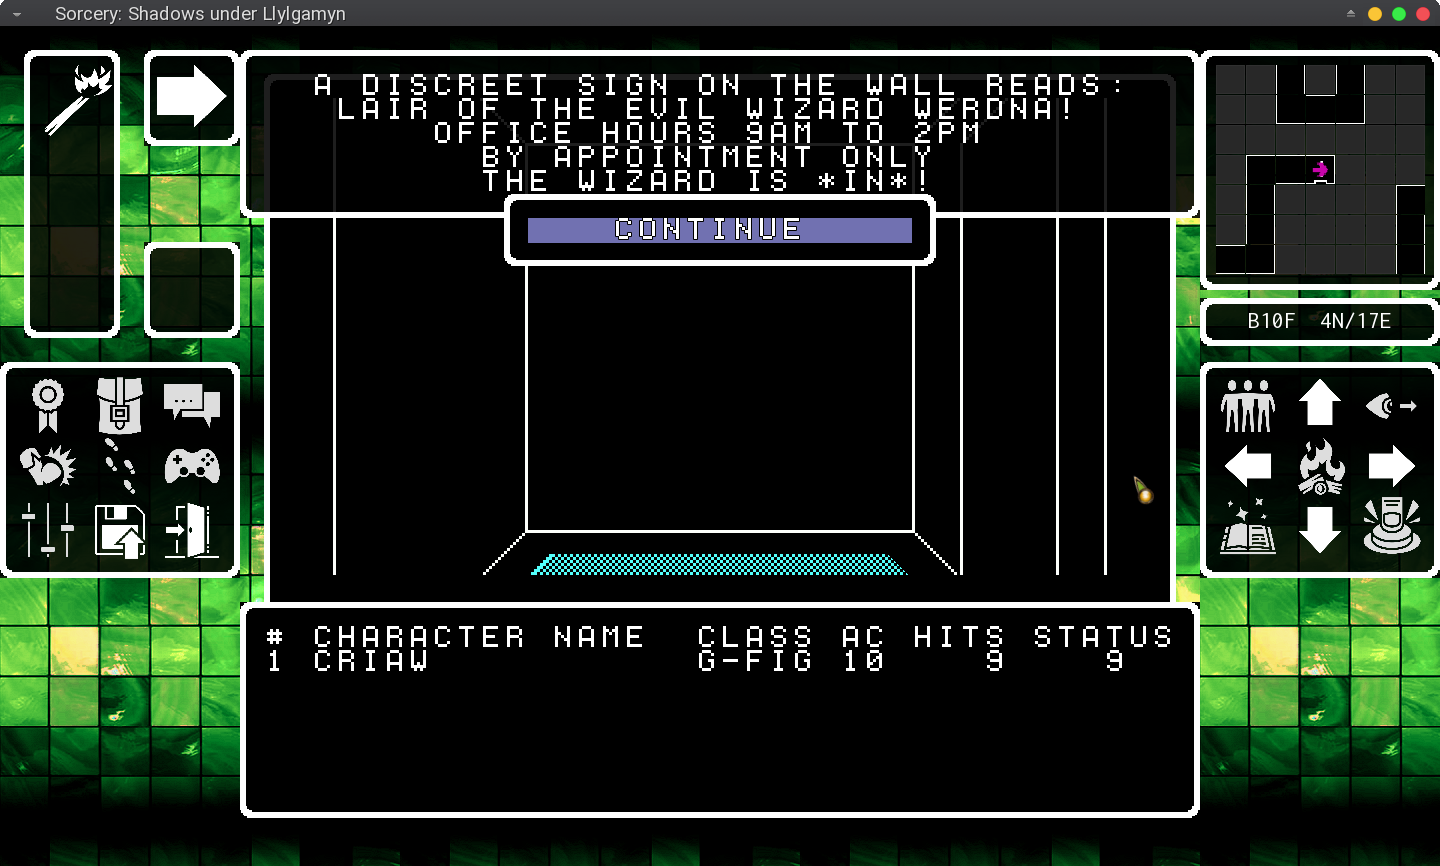 Sorcery: Shadows under Llylgamyn
A DISCREET SIGN ON THE WALL READS:
LAIR OF THE EVIL WIZARD WERDNA!
OFFICE HOURS 9AM TO 2PM
BY APPOINTMENT ONLY
THE WIZARD IS *IN*!
CONTINUE
B10F 4N/17E
# CHARACTER NAME CLASS AC HITS STATUS
1 CRIAW G-FIG 10 9 9